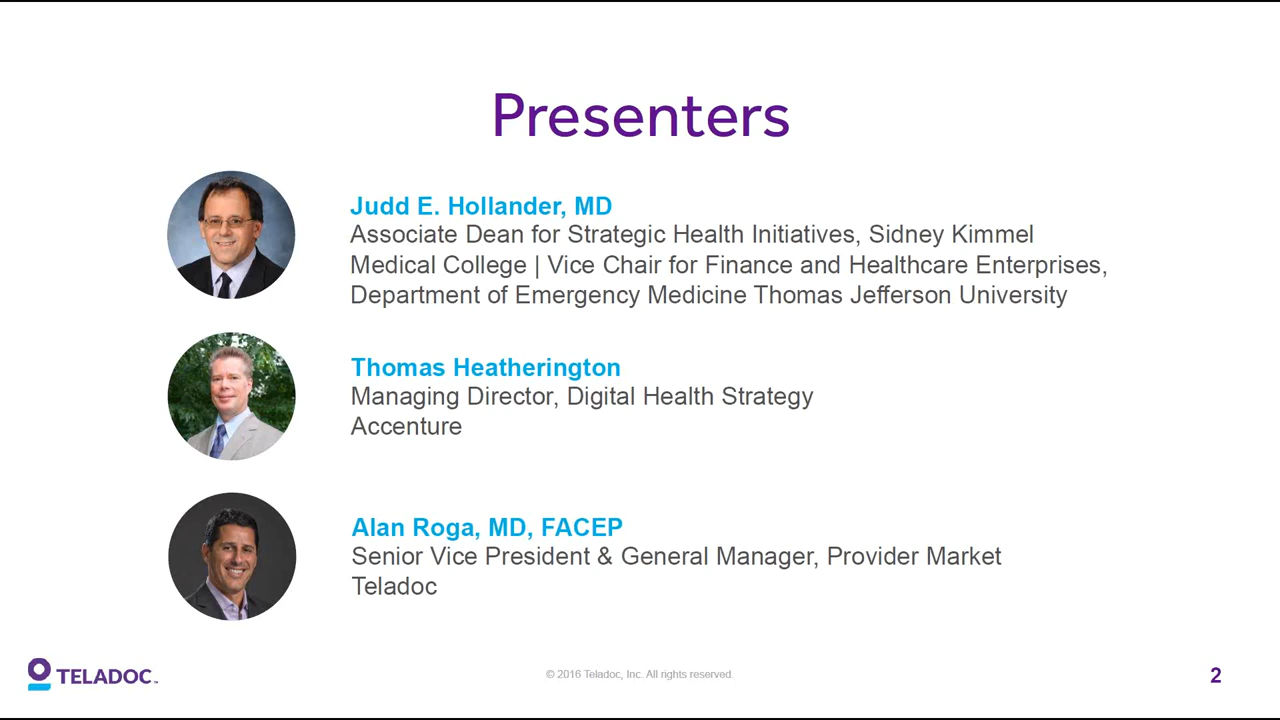 Presenters
Judd E. Hollander, MD
Associate Dean for Strategic Health Initiatives, Sidney Kimmel
Medical College | Vice Chair for Finance and Healthcare Enterprises,
Department of Emergency Medicine Thomas Jefferson University
Thomas Heatherington
Managing Director, Digital Health Strategy
Accenture
Alan Roga, MD, FACEP
Senior Vice President & General Manager, Provider Market
Teladoc
TELADOC™
© 2016 Teladoc, Inc. All rights reserved.
2